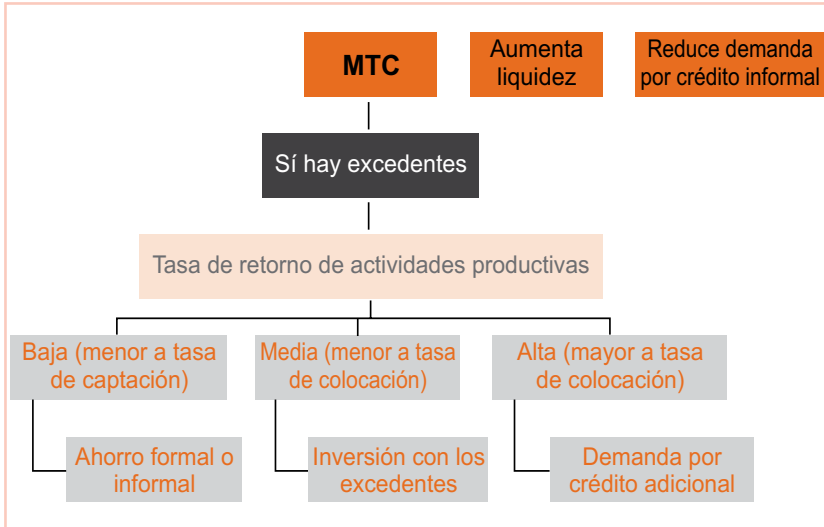 MTC
Aumenta
liquidez
Reduce demanda
por crédito informal
Sí hay excedentes
Tasa de retorno de actividades productivas
Baja (menor a tasa
de captación)
Media (menor a tasa
de colocación)
Alta (mayor a tasa
de colocación)
Ahorro formal o
informal
Inversión con los
excedentes
Demanda por
crédito adicional